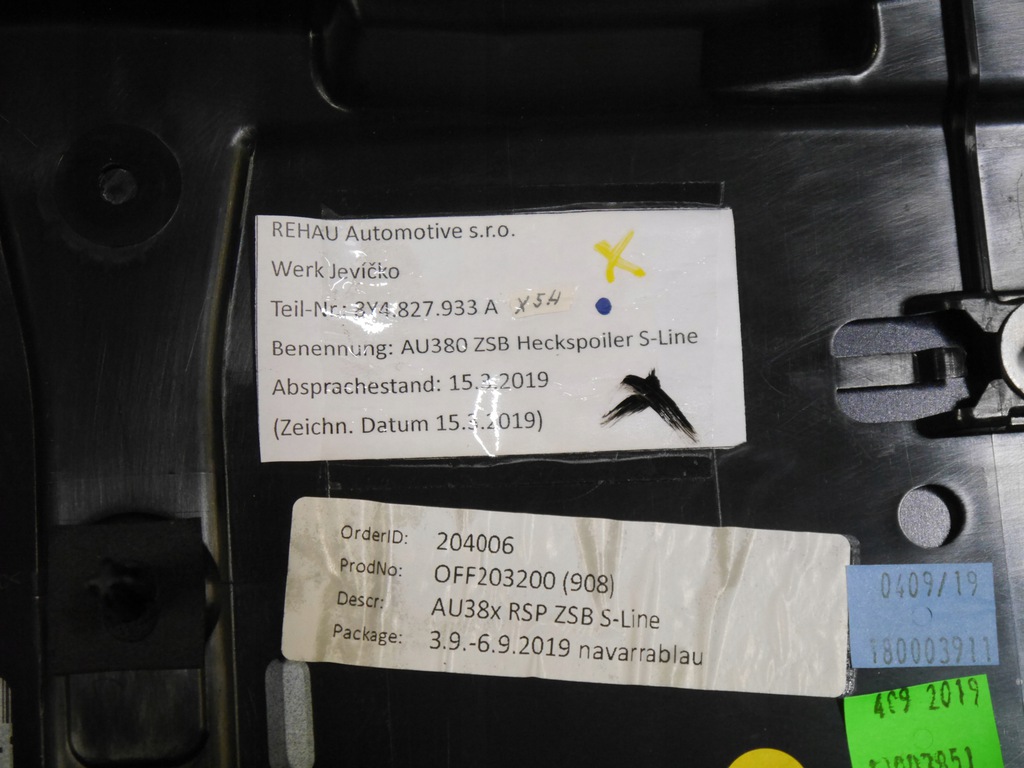 REHAU Automotive s.r.o.
Werk Jevíčko
Teil-Nr.: 8Y4.827.933 A X5H
Benennung: AU380 ZSB Heckspoiler S-Line
Absprachestand: 15.3.2019
(Zeichn. Datum 15.3.2019)
OrderID: 204006
ProdNo: OFF203200 (908)
Descr: AU38x RSP ZSB S-Line
Package: 3.9.-6.9.2019 navarrablau
0409/19
180003911
409 2019